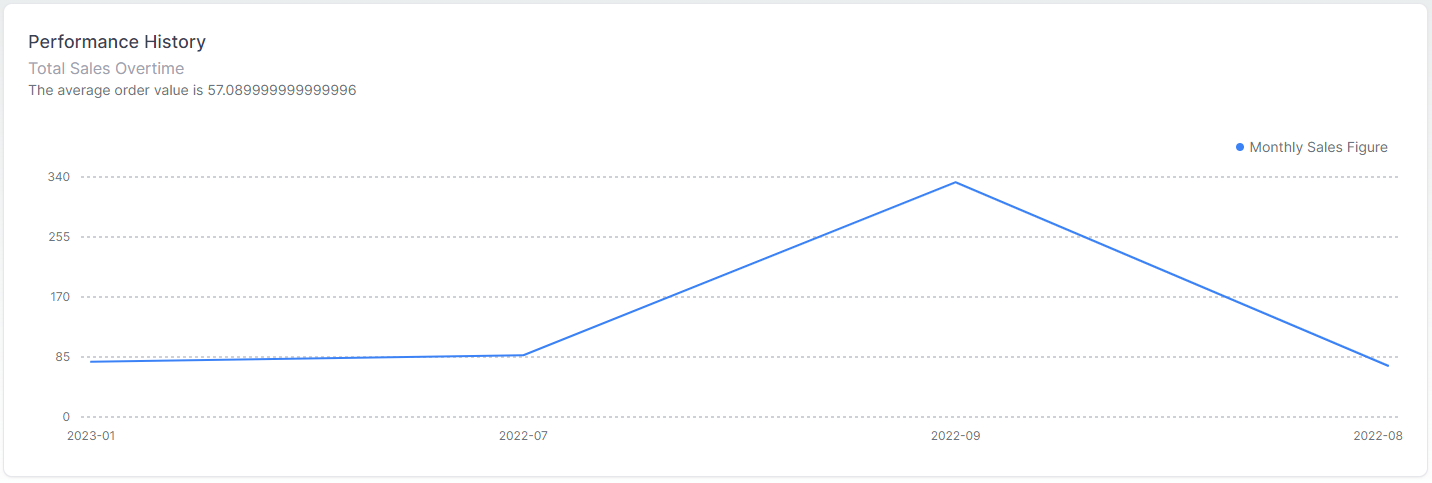 Performance History
Total Sales Overtime
The average order value is 57.089999999999996
Monthly Sales Figure
340
255
170
85
0
2023-01 2022-07 2022-09 2022-08